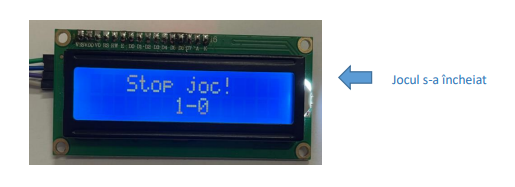 Stop joc!
1-0
Jocul s-a încheiat